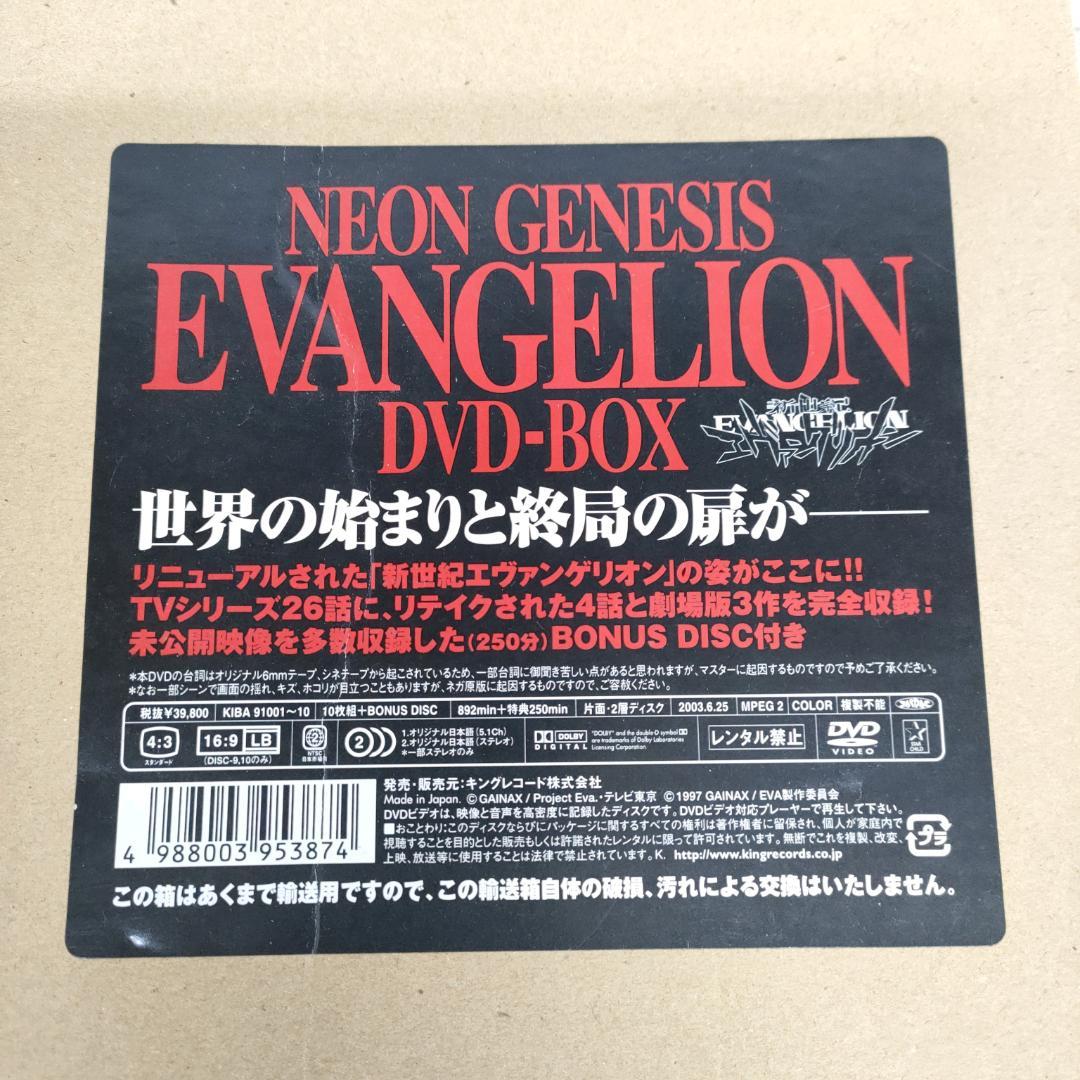 NEON GENESIS
EVANGELION
DVD-BOX
新世紀
EVANGELION
エヴァンゲリオン
世界の始まりと終局の扉が――
リニューアルされた「新世紀エヴァンゲリオン」の姿がここに!!
TVシリーズ26話に、リテイクされた4話と劇場版3作を完全収録!
未公開映像を多数収録した(250分)BONUS DISC付き
*本DVDの台詞はオリジナル6mmテープ、シネテープから起こされているため、一部台詞に御聞き苦しい点があると思われますが、マスターに起因するものですので予めご了承ください。
*なお一部シーンで画面の揺れ、キズ、ホコリが目立つこともありますが、ネガ原版に起因するものですので、ご容赦ください。
税抜¥39,800 KIBA 91001〜10 10枚組+BONUS DISC 892min+特典250min 片面・2層ディスク 2003.6.25 MPEG 2 COLOR 複製不能
4:3 スタンダード
16:9 LB (DISC-9,10のみ)
2 NTSC 日本市場向
2))) 1.オリジナル日本語(5.1Ch)
2.オリジナル日本語(ステレオ)
*一部ステレオのみ
DOLBY DIGITAL
"DOLBY" and the double-D symbol are trademarks of Dolby Laboratories Licensing Corporation.
レンタル禁止
DVD VIDEO
STAR CHILD
発売・販売元:キングレコード株式会社
Made in Japan. ©GAINAX / Project Eva.・テレビ東京 ©1997 GAINAX / EVA製作委員会
DVDビデオは、映像と音声を高密度に記録したディスクです。DVDビデオ対応プレーヤーで再生して下さい。
■おことわり:このディスクならびにパッケージに関するすべての権利は著作権者に留保され、個人が家庭内で
視聴することを目的とした販売もしくは許諾されたレンタルに限って許可されています。無断でこれを複製、改変、
上映、放送等に使用することは法律で禁止されています。K. http://www.kingrecords.co.jp
プラ
4 988003 953874
この箱はあくまで輸送用ですので、この輸送箱自体の破損、汚れによる交換はいたしません。